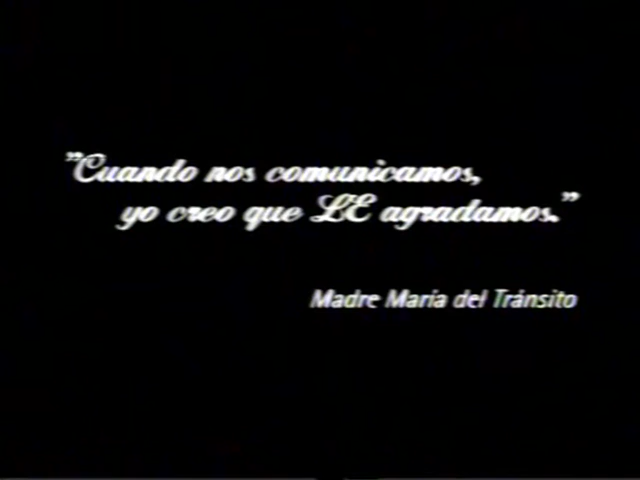 "Cuando nos comunicamos,
yo creo que LE agradamos."
Madre María del Tránsito